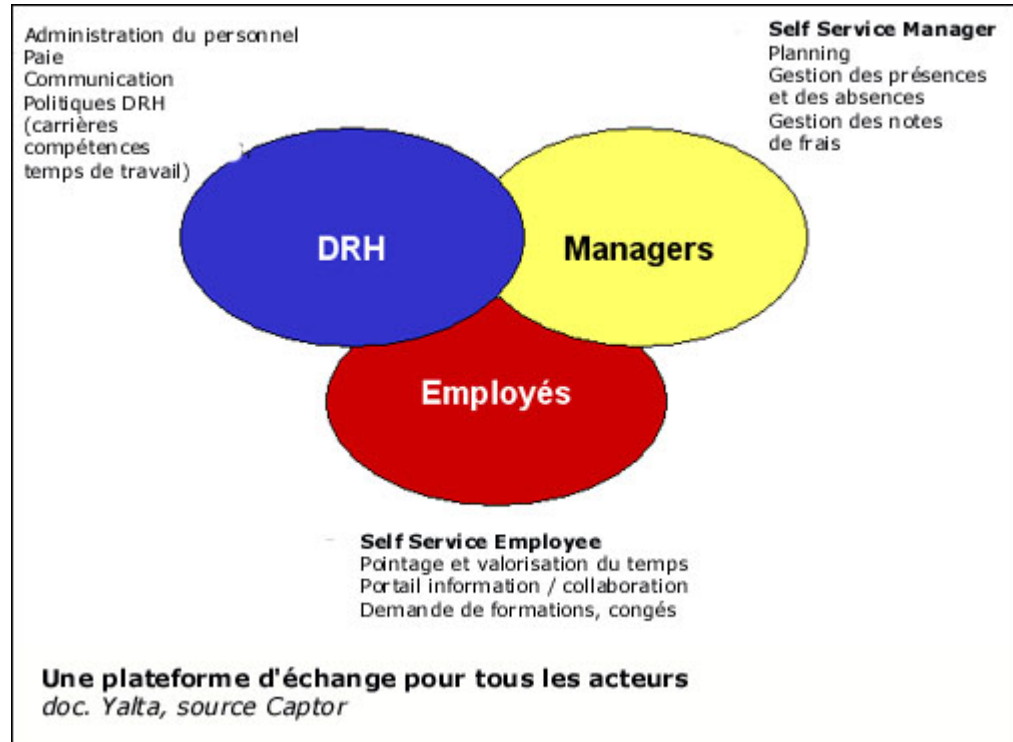 Administration du personnel
Paie
Communication
Politiques DRH
(carrières
compétences
temps de travail)
Self Service Manager
Planning
Gestion des présences
et des absences
Gestion des notes
de frais
DRH
Managers
Employés
Self Service Employee
Pointage et valorisation du temps
Portail information / collaboration
Demande de formations, congés
Une plateforme d'échange pour tous les acteurs
doc. Yalta, source Captor